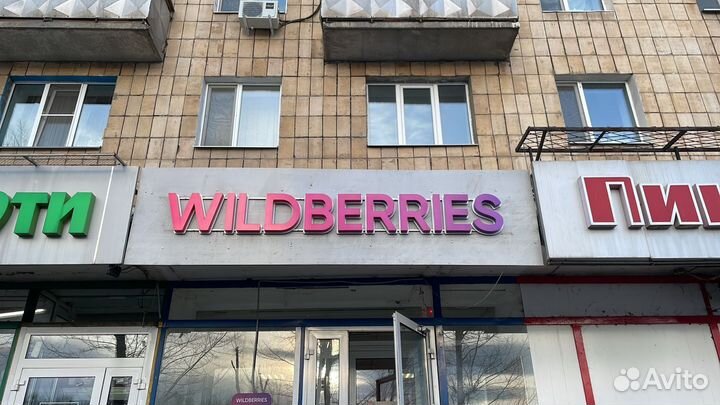 ОТИ
WILDBERRIES
ПИ
WILDBERRIES
Avito